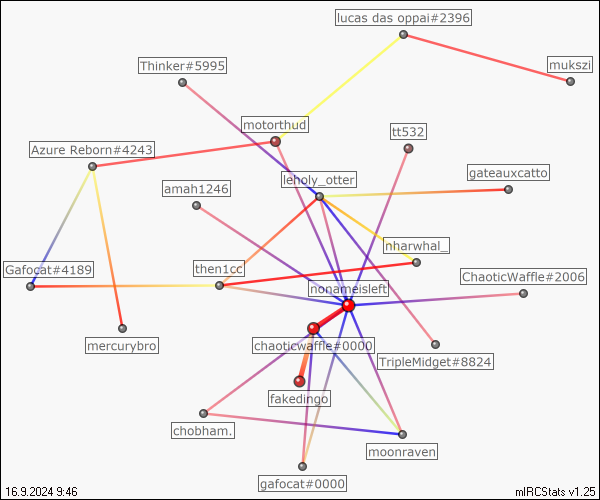 lucas das oppai#2396
Thinker#5995
mukszi
motorthud
tt532
Azure Reborn#4243
gateauxcatto
leholy_otter
amah1246
nharwhal_
Gafocat#4189
then1cc
ChaoticWaffle#2006
nonameisleft
mercurybro
chaoticwaffle#0000
TripleMidget#8824
fakedingo
chobham.
moonraven
gafocat#0000
16.9.2024 9:46
mIRCStats v1.25